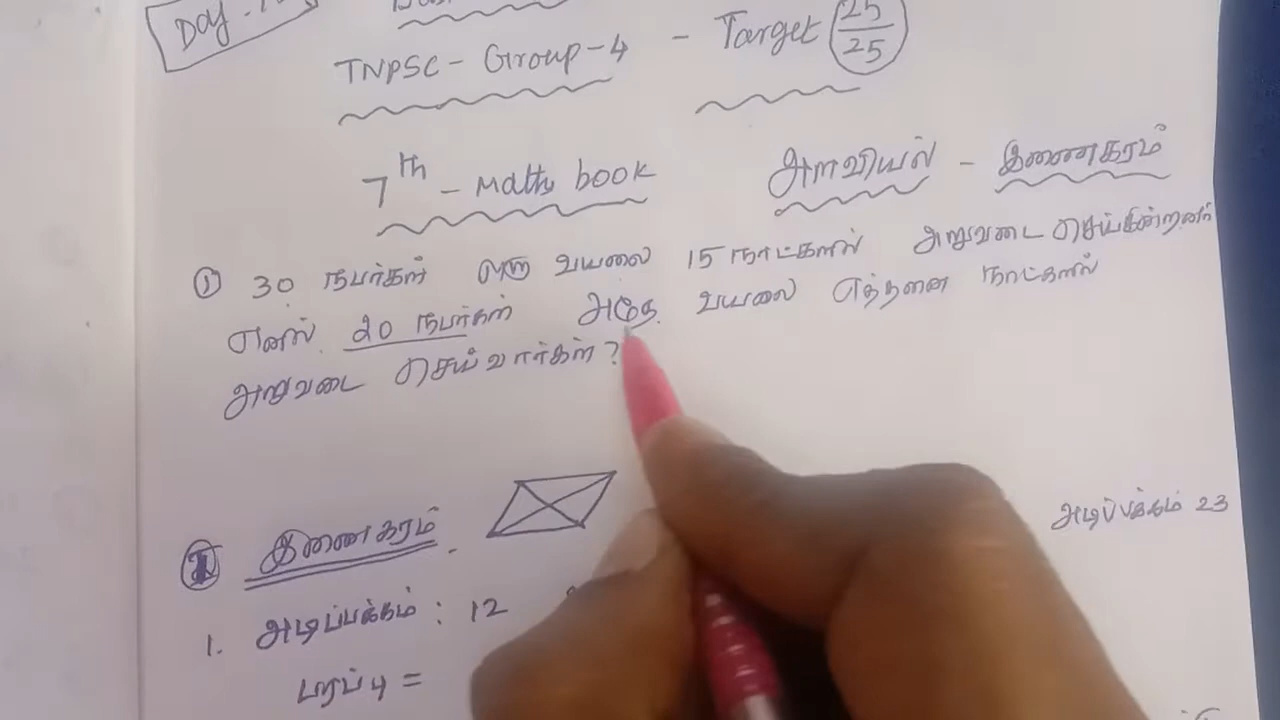 Day
TNPSC - Group-4 - Target 25/25
7th - Maths book அளவியல் - இணைகரம்
① 30 நபர்கள் ஒரு வயலை 15 நாட்களில் அறுவடை செய்கின்றனர்
எனில் 20 நபர்கள் அதே வயலை எத்தனை நாட்களில்
அறுவடை செய்வார்கள்?
இணைகரம் அடிப்பக்கம் 23
1. அடிப்பக்கம் : 12
பரப்பு =